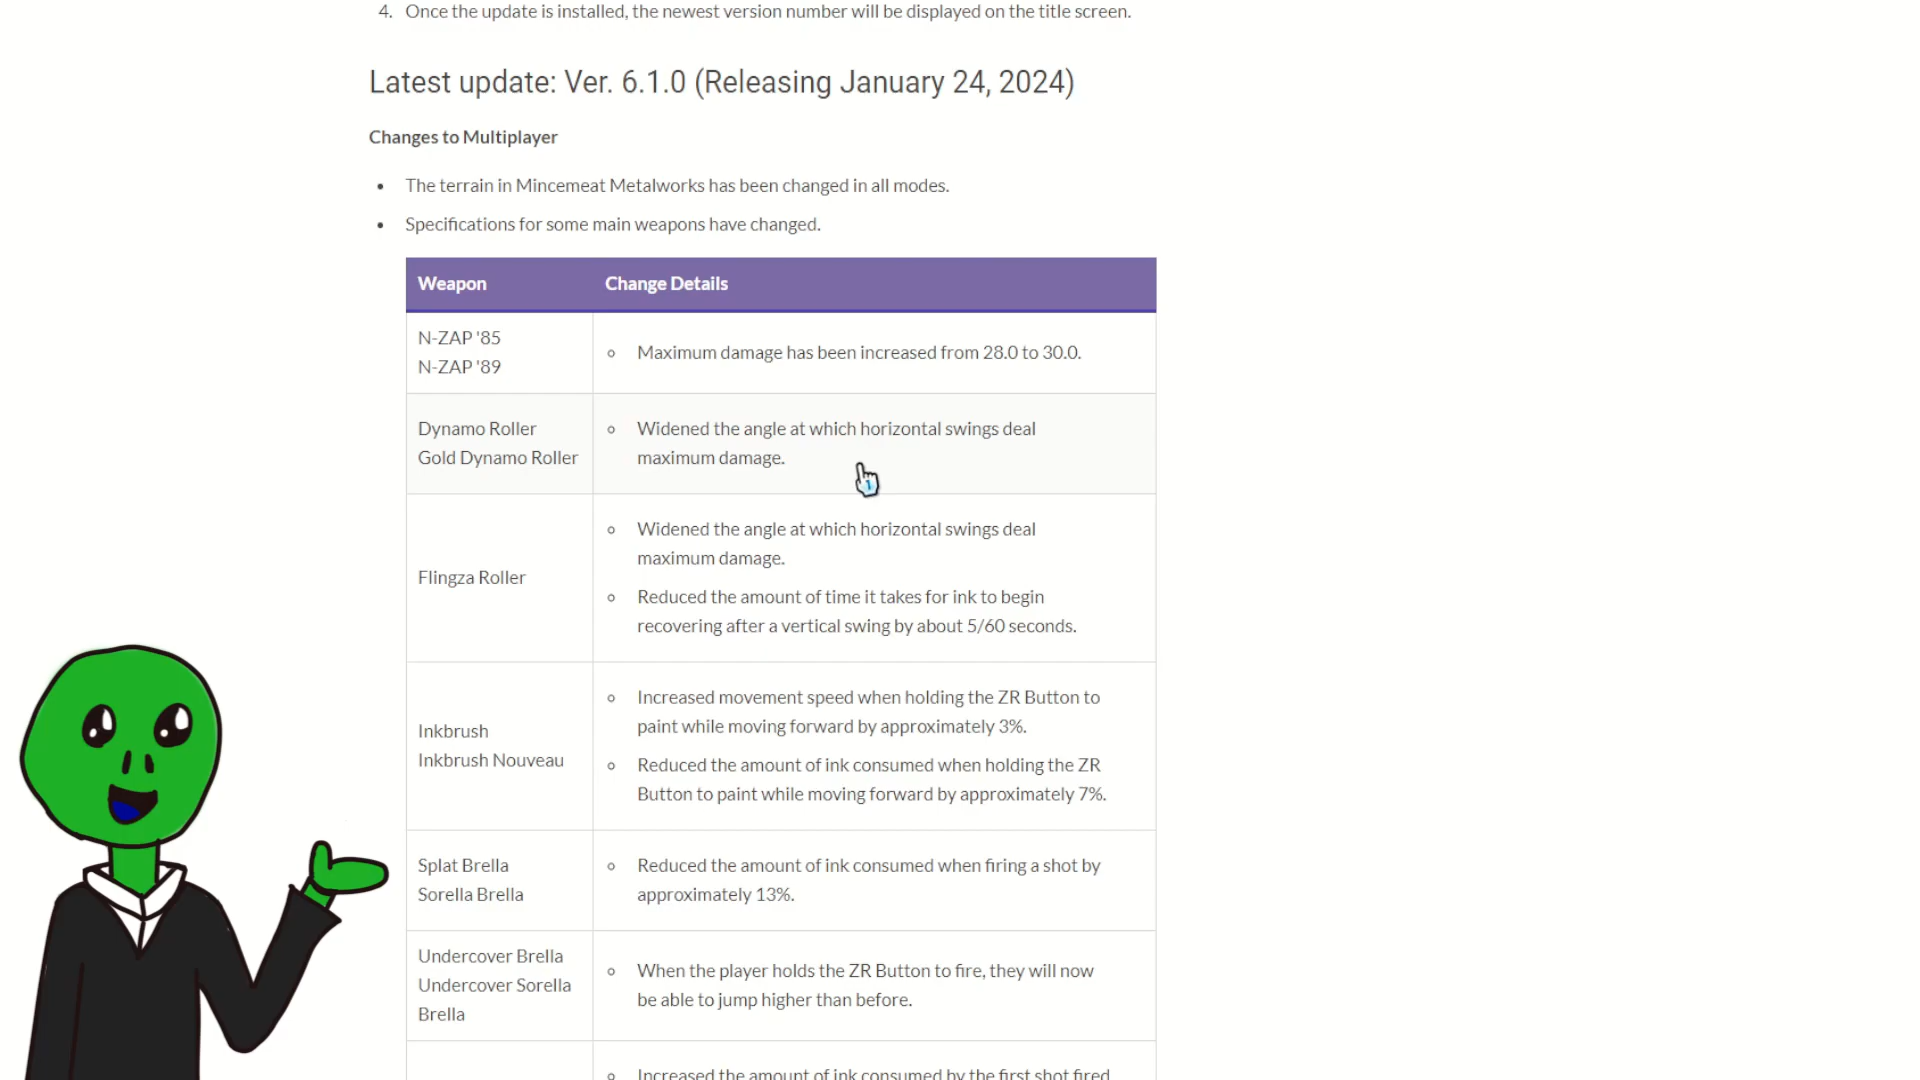 4. Once the update is installed, the newest version number will be displayed on the title screen.
Latest update: Ver. 6.1.0 (Releasing January 24, 2024)
Changes to Multiplayer
• The terrain in Mincemeat Metalworks has been changed in all modes.
• Specifications for some main weapons have changed.
Weapon Change Details
N-ZAP '85
N-ZAP '89
Maximum damage has been increased from 28.0 to 30.0.
Dynamo Roller
Gold Dynamo Roller
Widened the angle at which horizontal swings deal
maximum damage.
Flingza Roller
Widened the angle at which horizontal swings deal
maximum damage.
Reduced the amount of time it takes for ink to begin
recovering after a vertical swing by about 5/60 seconds.
Inkbrush
Inkbrush Nouveau
Increased movement speed when holding the ZR Button to
paint while moving forward by approximately 3%.
Reduced the amount of ink consumed when holding the ZR
Button to paint while moving forward by approximately 7%.
Splat Brella
Sorella Brella
Reduced the amount of ink consumed when firing a shot by
approximately 13%.
Undercover Brella
Undercover Sorella
Brella
When the player holds the ZR Button to fire, they will now
be able to jump higher than before.
Increased the amount of ink consumed by the first shot fired